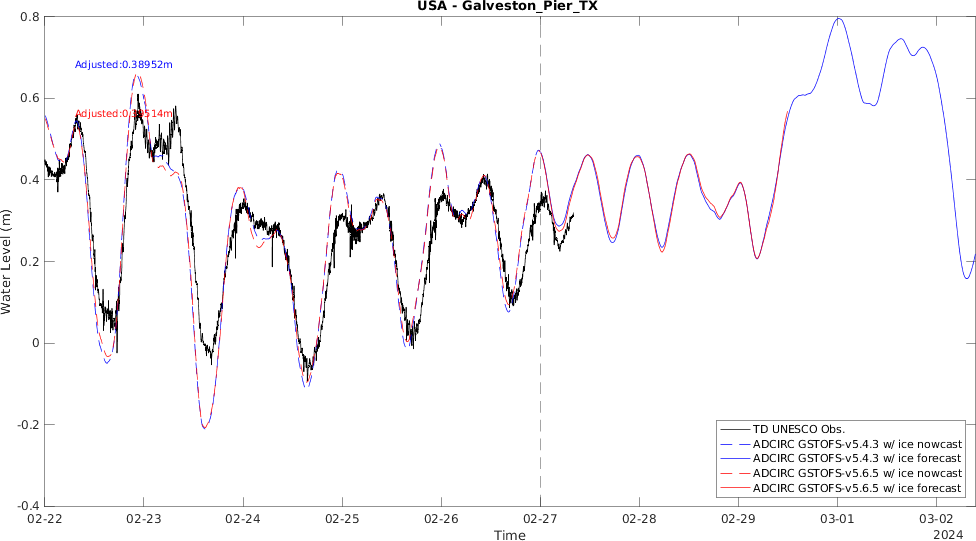 USA - Galveston_Pier_TX
0.8
0.6
0.4
0.2
0
-0.2
-0.4
Water Level (m)
Adjusted:0.38952m
02-22
02-23
02-24
02-25
02-26
02-27
02-28
02-29
03-01
03-02
2024
Time
TD UNESCO Obs.
ADCIRC GSTOFS-v5.4.3 w/ ice nowcast
ADCIRC GSTOFS-v5.4.3 w/ ice forecast
ADCIRC GSTOFS-v5.6.5 w/ ice nowcast
ADCIRC GSTOFS-v5.6.5 w/ ice forecast